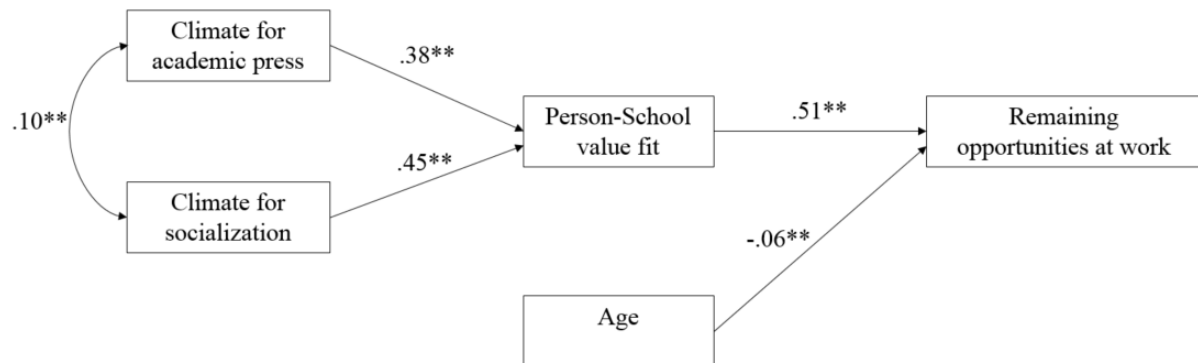 Climate for
academic press
.38**
.10**
Person-School
value fit
.51**
Remaining
opportunities at work
.45**
Climate for
socialization
-.06**
Age